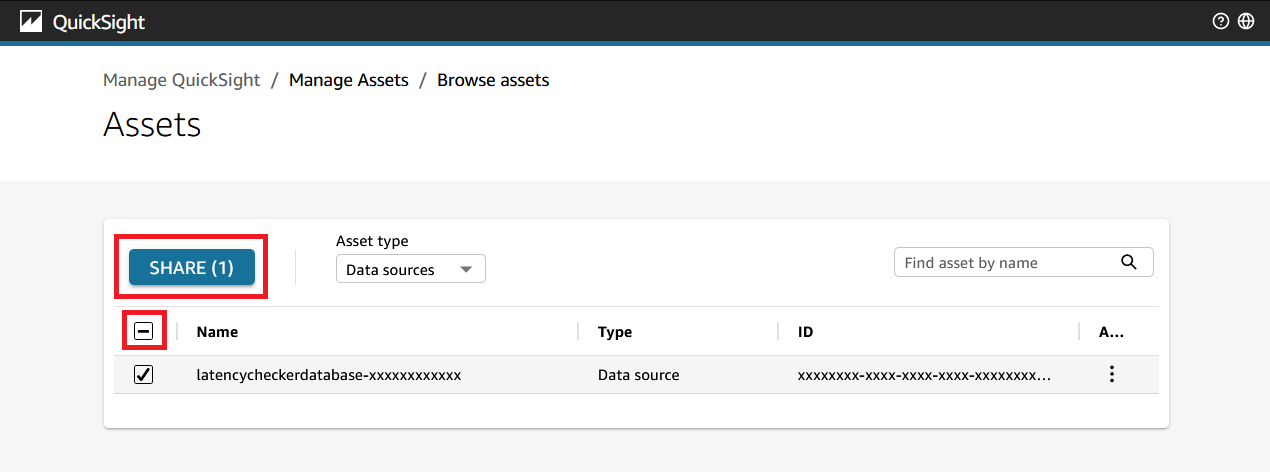 QuickSight
Manage QuickSight / Manage Assets / Browse assets
Assets
SHARE (1)
Asset type
Data sources
Find asset by name
Name Type ID A...
latencycheckerdatabase-xxxxxxxxxxxx Data source xxxxxxxx-xxxx-xxxx-xxxx-xxxxxxxx...